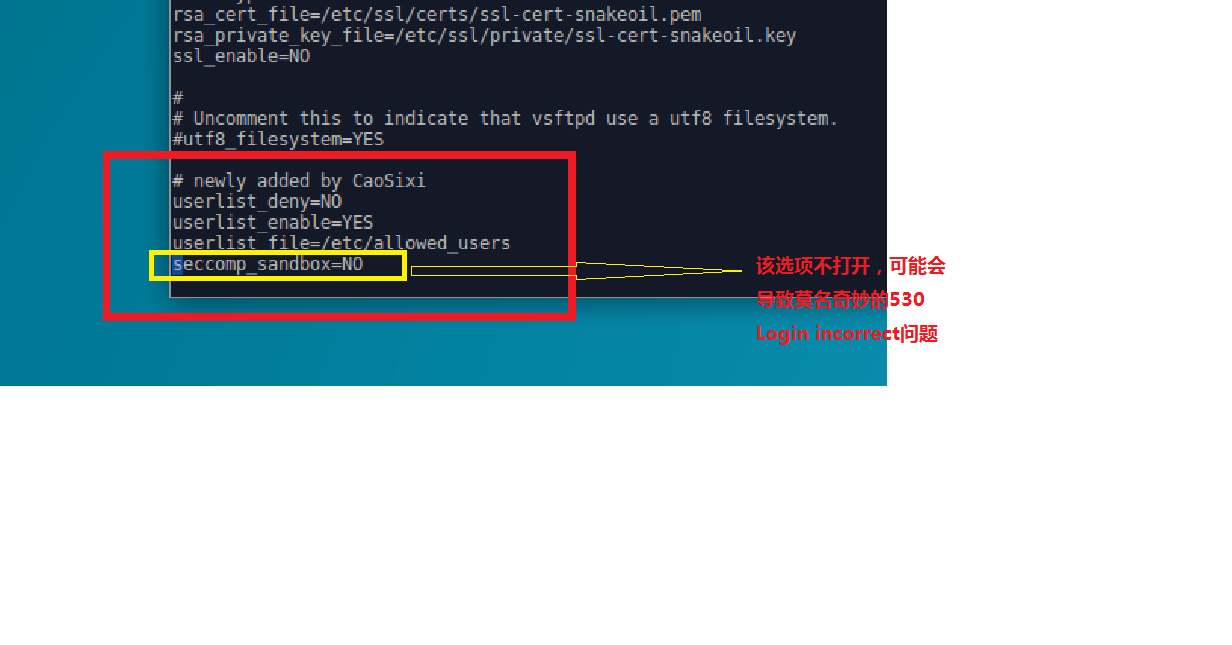 rsa_cert_file=/etc/ssl/certs/ssl-cert-snakeoil.pem
rsa_private_key_file=/etc/ssl/private/ssl-cert-snakeoil.key
ssl_enable=NO
#
# Uncomment this to indicate that vsftpd use a utf8 filesystem.
#utf8_filesystem=YES
# newly added by CaoSixi
userlist_deny=NO
userlist_enable=YES
userlist_file=/etc/allowed_users
seccomp_sandbox=NO
该选项不打开，可能会
导致莫名奇妙的530
Login incorrect问题